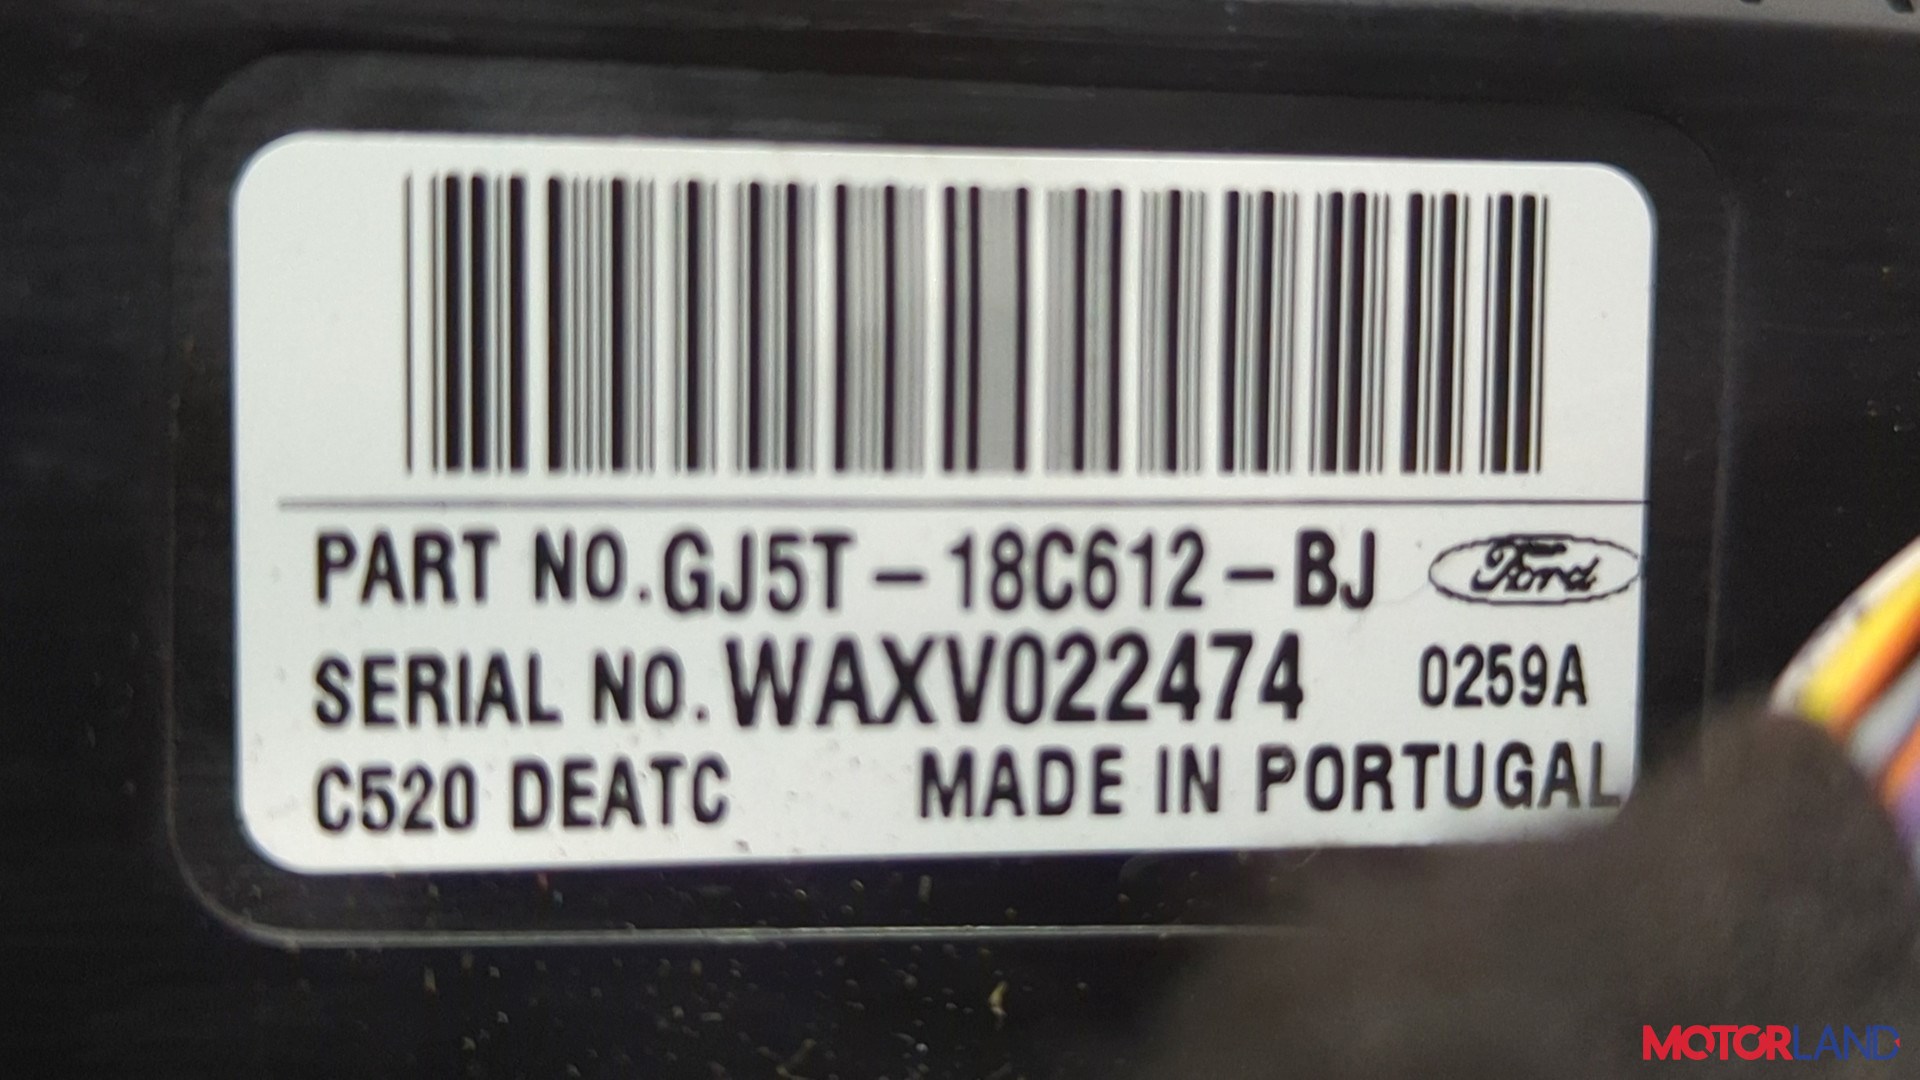 PART NO. GJ5T-18C612-BJ Ford
SERIAL NO. WAXV022474 0259A
C520 DEATC MADE IN PORTUGAL
MOTORLAND